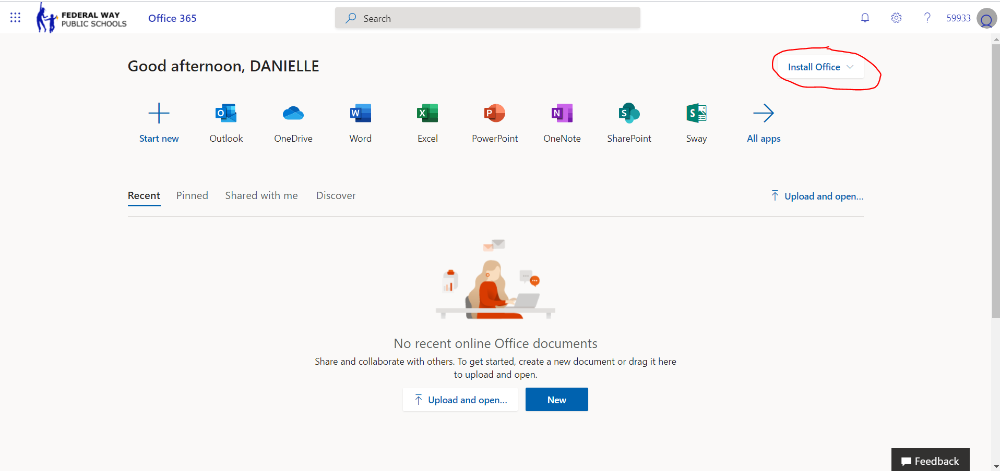 FEDERAL WAY
PUBLIC SCHOOLS
Office 365
Search
59933
Good afternoon, DANIELLE
Install Office
Start new
Outlook
OneDrive
Word
Excel
PowerPoint
OneNote
SharePoint
Sway
All apps
Recent
Pinned
Shared with me
Discover
Upload and open...
No recent online Office documents
Share and collaborate with others. To get started, create a new document or drag it here
to upload and open.
Upload and open...
New
Feedback